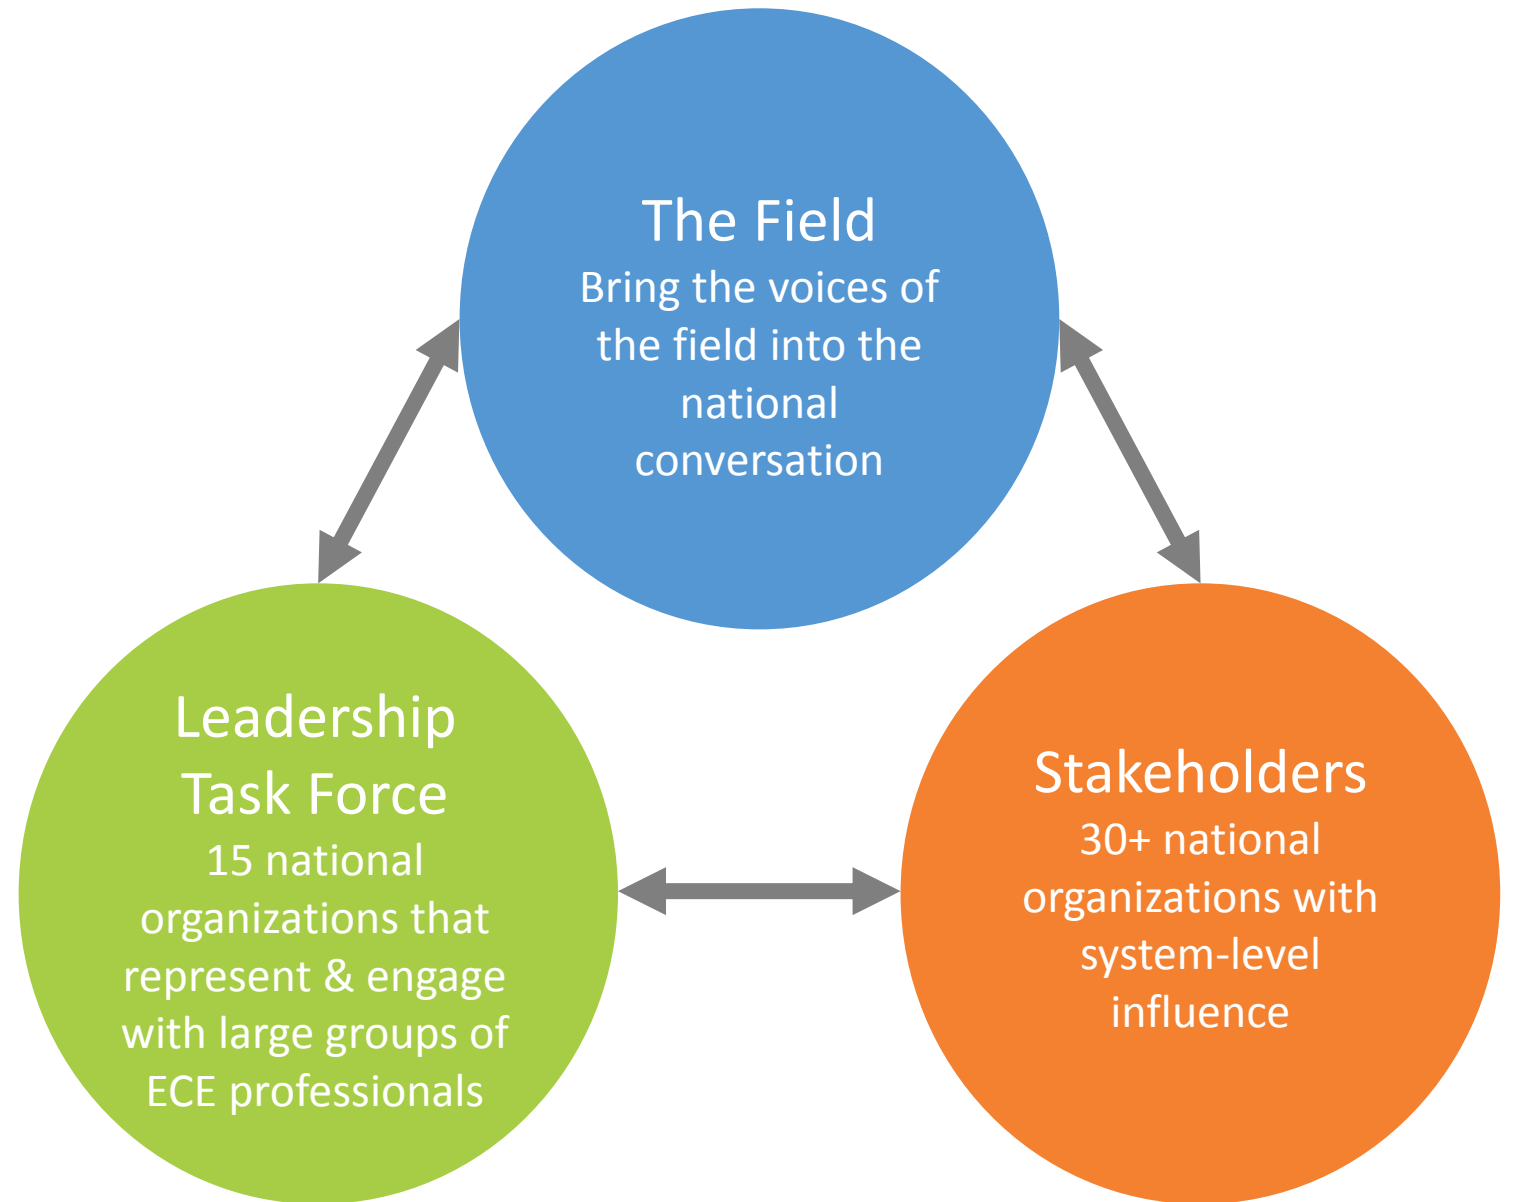 The Field
Bring the voices of
the field into the
national
conversation
Leadership
Task Force
15 national
organizations that
represent & engage
with large groups of
ECE professionals
Stakeholders
30+ national
organizations with
system-level
influence